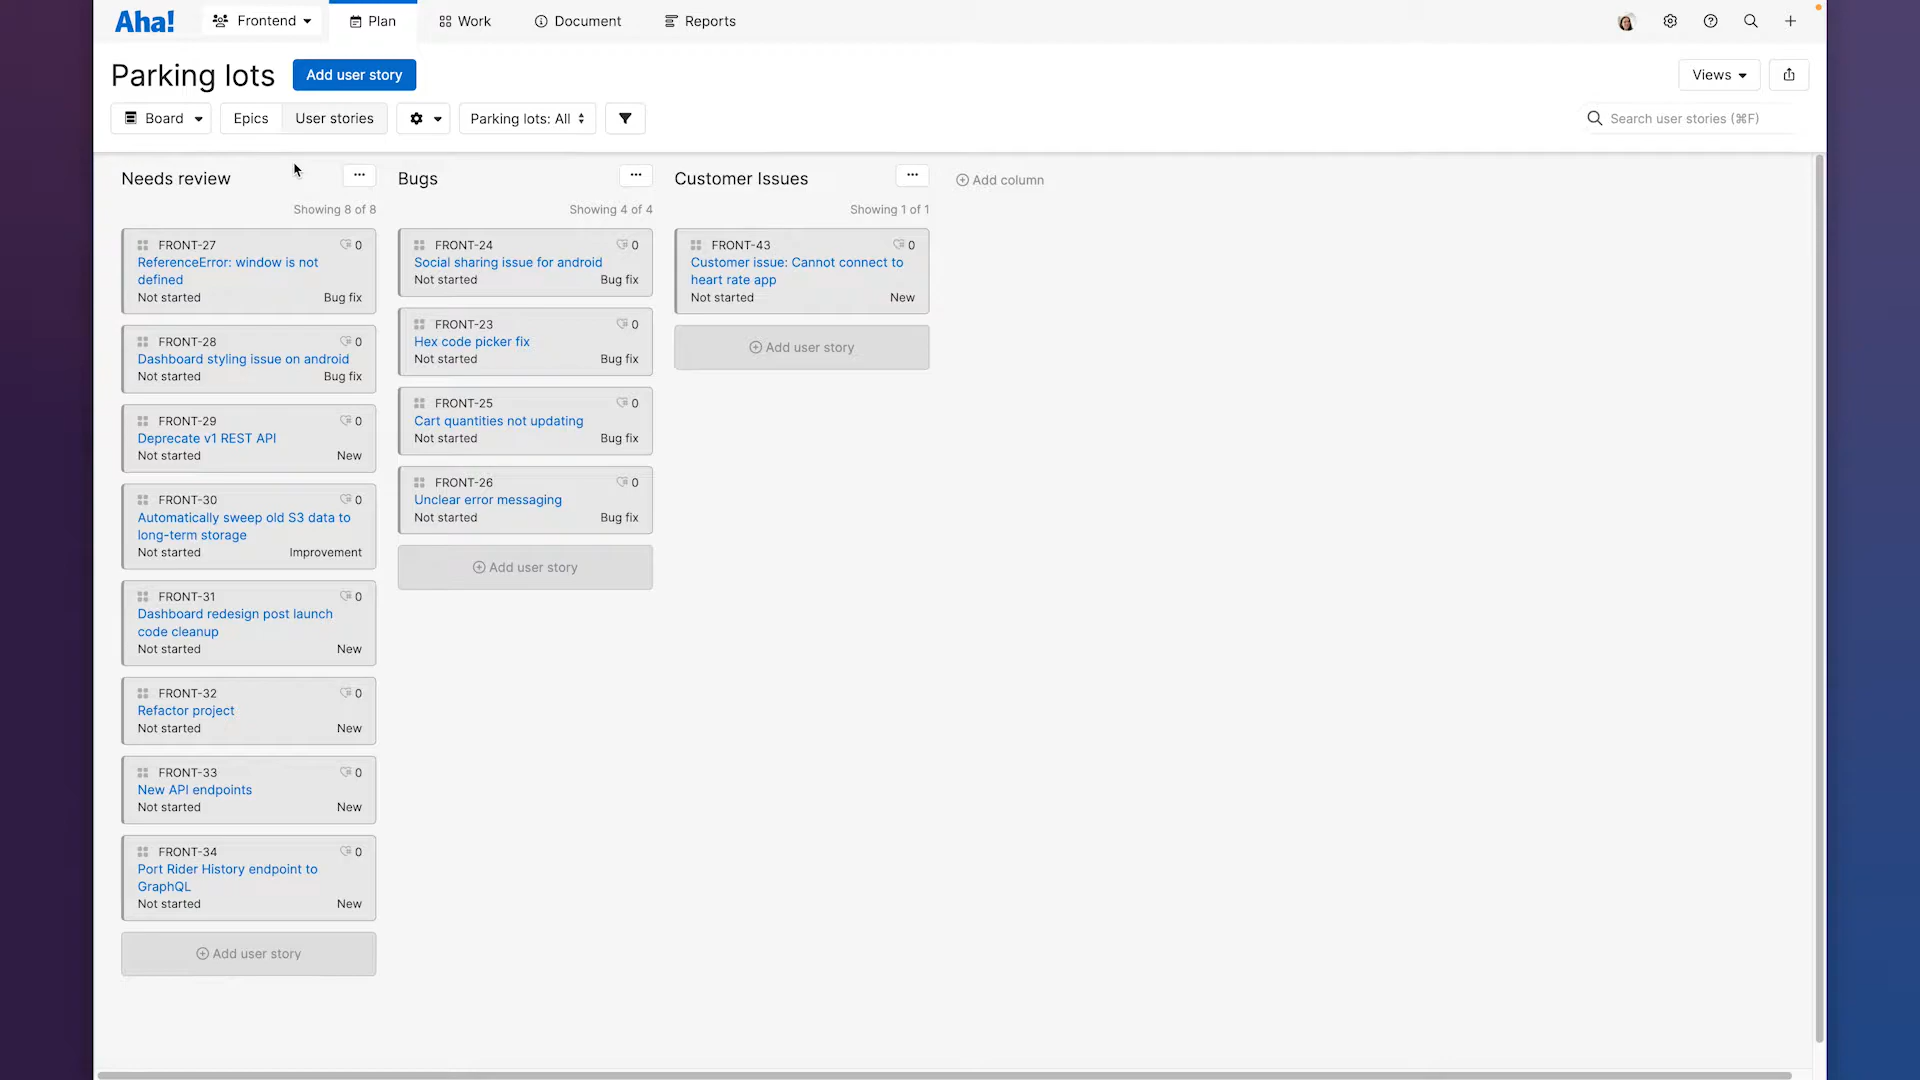 Aha!
Frontend
Plan
Work
Document
Reports
Parking lots
Add user story
Views
Board
Epics
User stories
Parking lots: All
Search user stories (⌘F)
Needs review
...
Showing 8 of 8
FRONT-27
0
ReferenceError: window is not
defined
Not started
Bug fix
FRONT-28
0
Dashboard styling issue on android
Not started
Bug fix
FRONT-29
0
Deprecate v1 REST API
Not started
New
FRONT-30
0
Automatically sweep old S3 data to
long-term storage
Not started
Improvement
FRONT-31
0
Dashboard redesign post launch
code cleanup
Not started
New
FRONT-32
0
Refactor project
Not started
New
FRONT-33
0
New API endpoints
Not started
New
FRONT-34
0
Port Rider History endpoint to
GraphQL
Not started
New
Add user story
Bugs
...
Showing 4 of 4
FRONT-24
0
Social sharing issue for android
Not started
Bug fix
FRONT-23
0
Hex code picker fix
Not started
Bug fix
FRONT-25
0
Cart quantities not updating
Not started
Bug fix
FRONT-26
0
Unclear error messaging
Not started
Bug fix
Add user story
Customer Issues
...
Showing 1 of 1
FRONT-43
0
Customer issue: Cannot connect to
heart rate app
Not started
New
Add user story
Add column